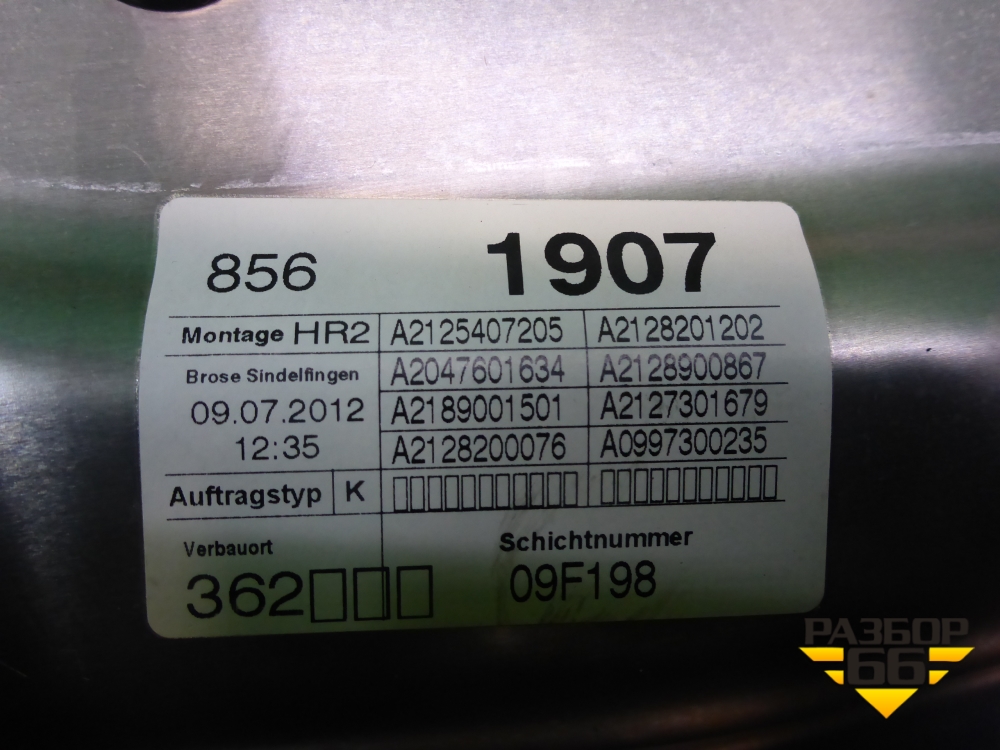 856 1907
Montage HR2 A2125407205 A2128201202
Brose Sindelfingen A2047601634 A2128900867
09.07.2012 A2189001501 A2127301679
12:35 A2128200076 A0997300235
Auftragstyp K ▯▯▯▯▯▯▯▯▯▯▯ ▯▯▯▯▯▯▯▯▯▯▯
Verbauort Schichtnummer
362▯▯▯ 09F198
РАЗБОР
66